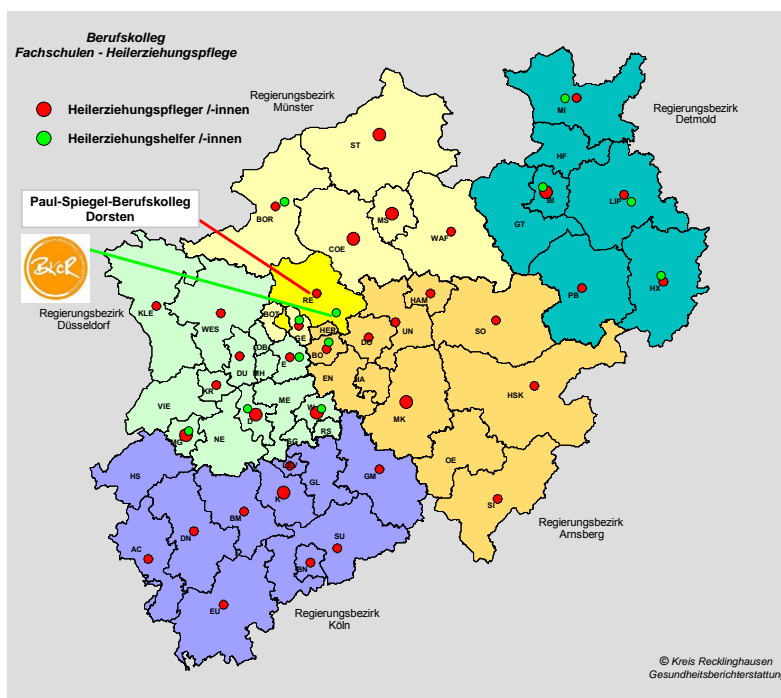 Berufskolleg
Fachschulen - Heilerziehungspflege
Heilerziehungspfleger /-innen
Heilerziehungshelfer /-innen
Regierungsbezirk
Münster
Regierungsbezirk
Detmold
Paul-Spiegel-Berufskolleg
Dorsten
Regierungsbezirk
Düsseldorf
MI
ST
HF
BOR
MS
BI
LIP
GT
COE
WAF
RE
HAM
PB
HX
KLE
WES
BOT
GE
HER
UN
SO
OB
BO
DO
DU
MH
E
EN
HA
HSK
KR
VIE
ME
W
MK
D
NE
RS
MG
SG
OE
HS
LEV
GL
GM
K
SI
BM
DN
SU
AC
BN
EU
Regierungsbezirk
Arnsberg
Regierungsbezirk
Köln
© Kreis Recklinghausen
Gesundheitsberichterstattung